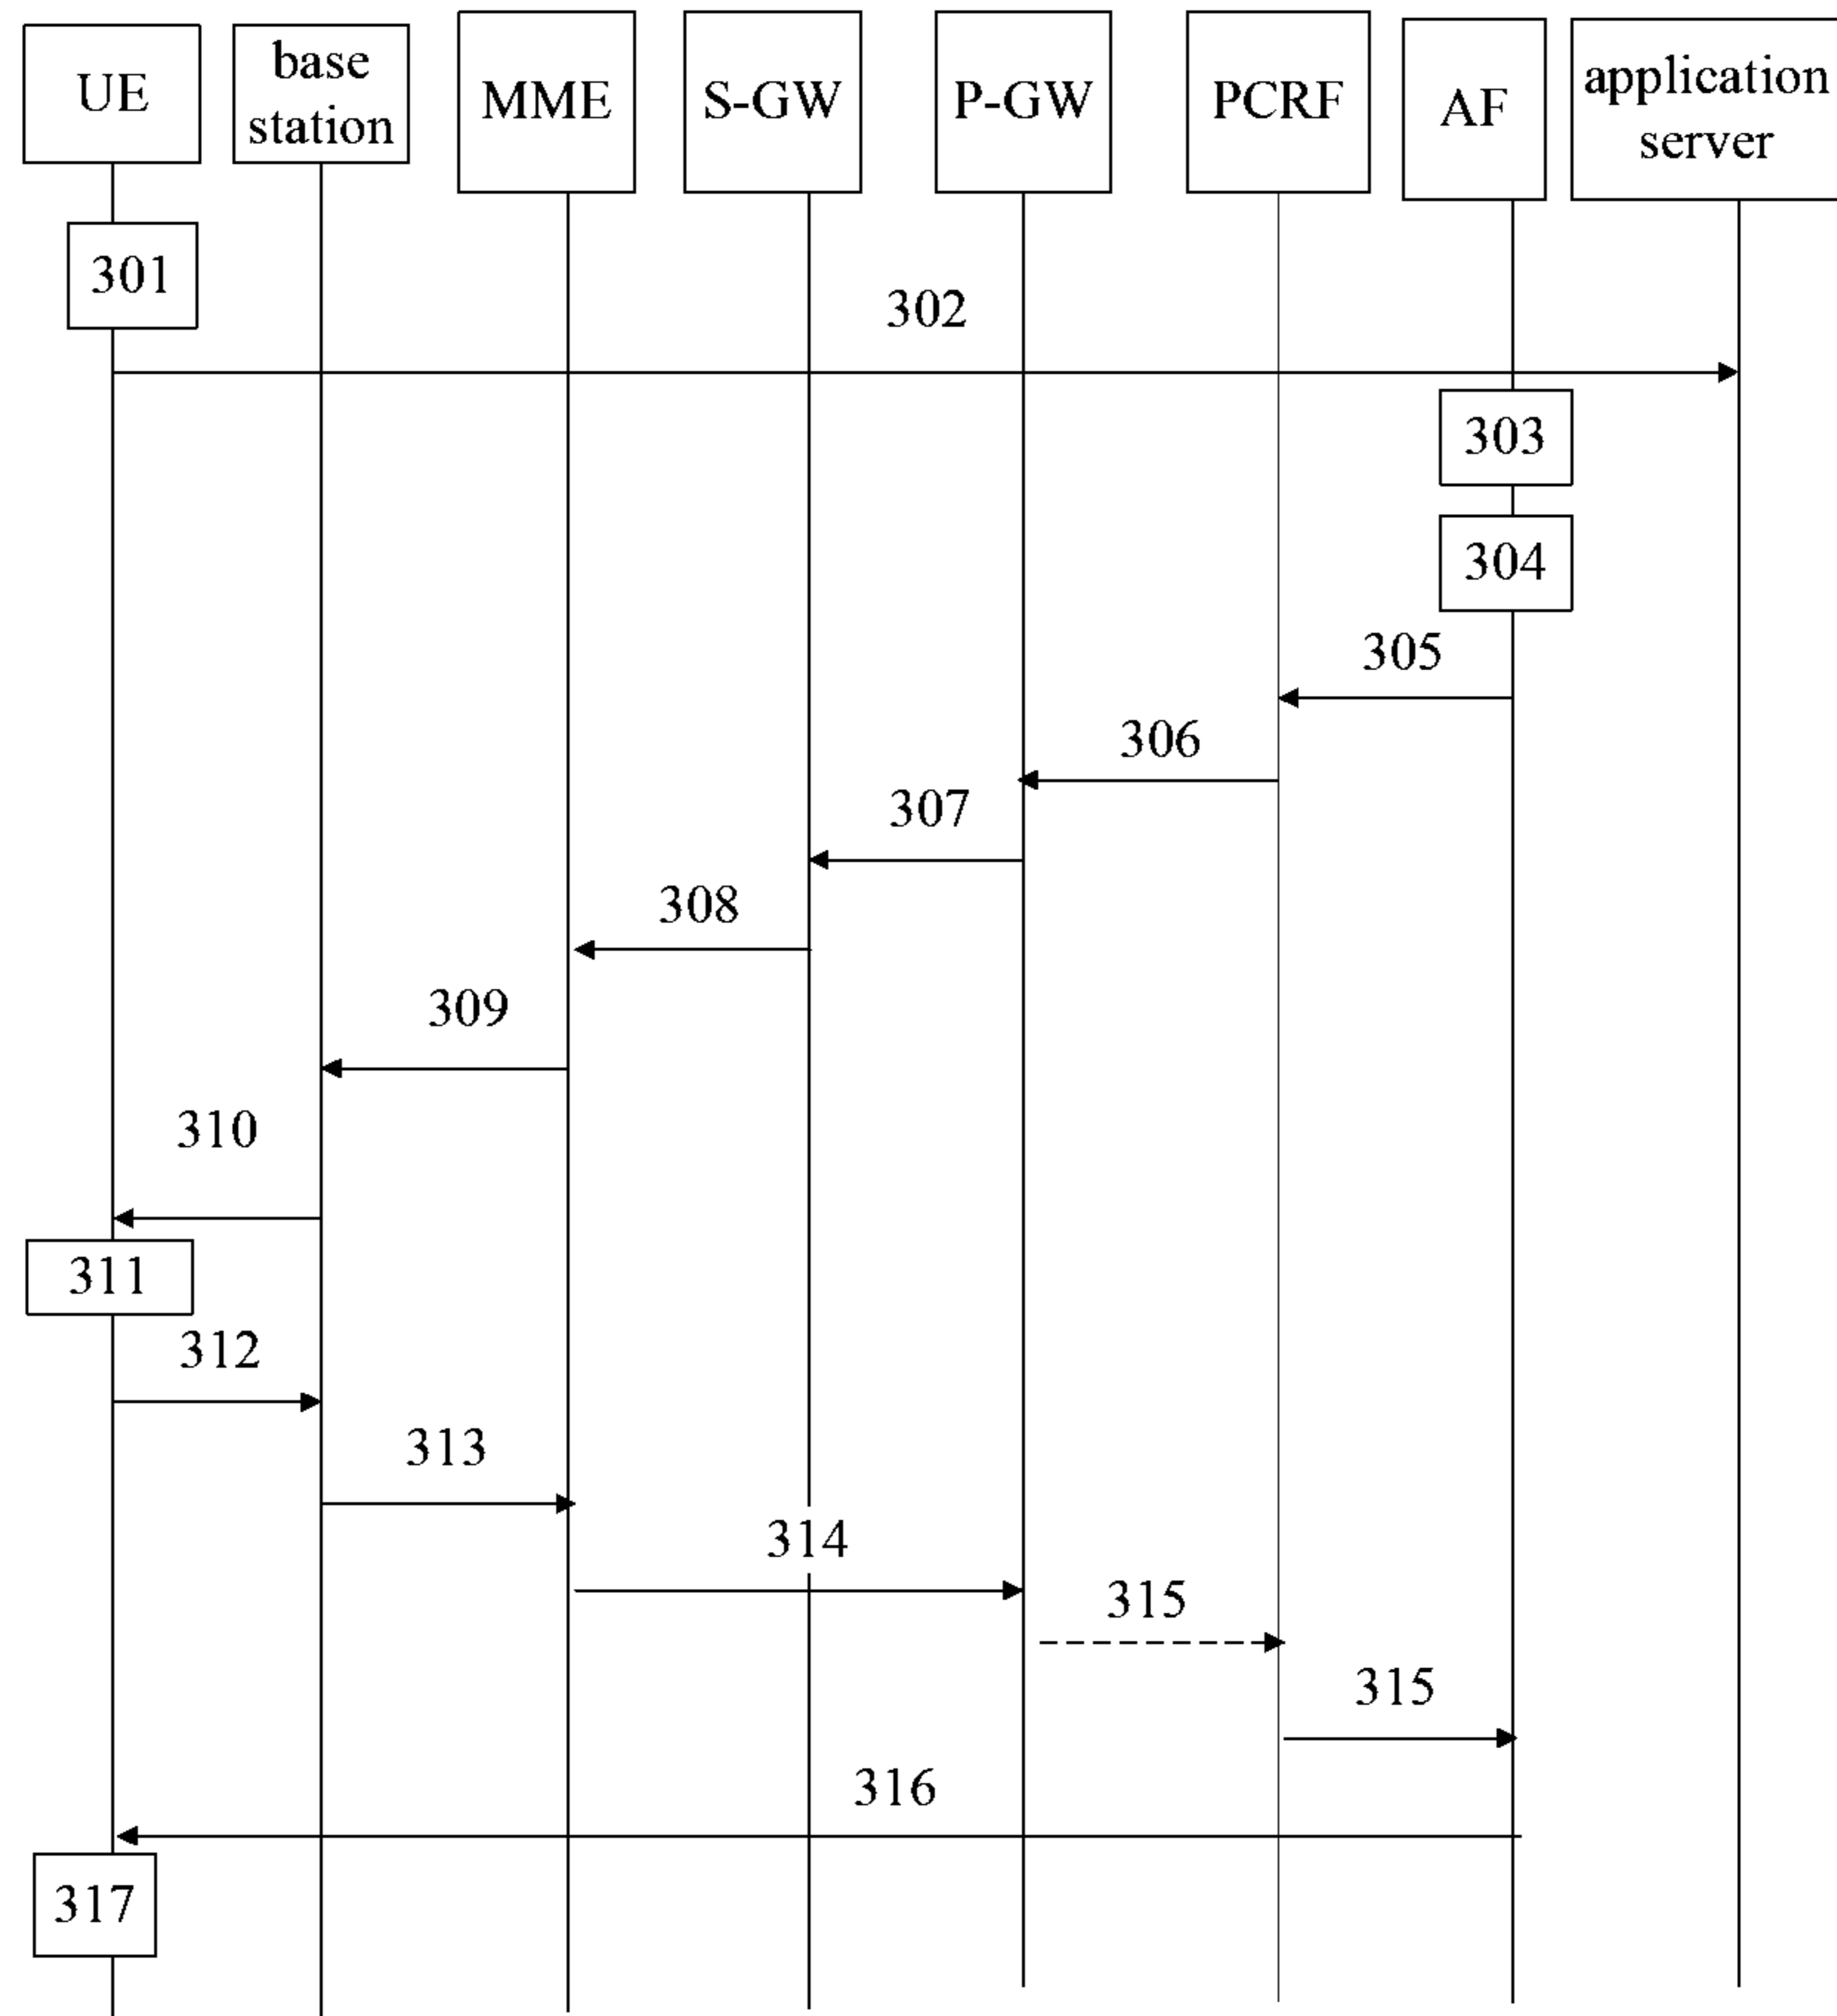 UE
base
station
MME
S-GW
P-GW
PCRF
AF
application
server
301
302
303
304
305
306
307
308
309
310
311
312
313
314
315
315
316
317